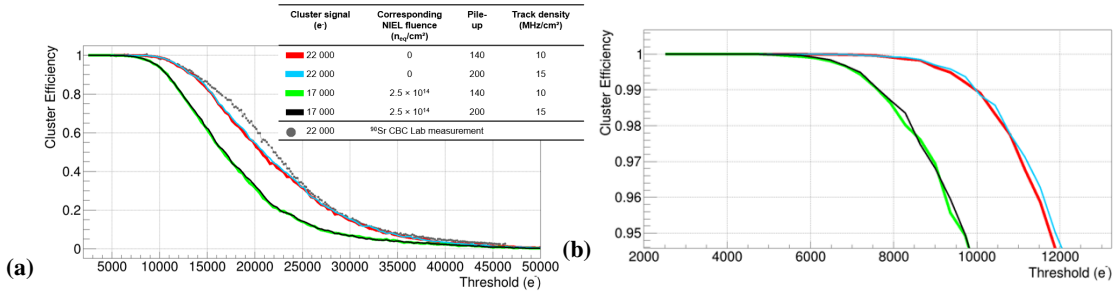 Cluster signal (e-) Corresponding NIEL fluence (neq/cm²) Pile-up Track density (MHz/cm²)
22 000 0 140 10
22 000 0 200 15
17 000 2.5 × 10¹⁴ 140 10
17 000 2.5 × 10¹⁴ 200 15
22 000 ⁹⁰Sr CBC Lab measurement
Cluster Efficiency
1
0.8
0.6
0.4
0.2
0
5000 10000 15000 20000 25000 30000 35000 40000 45000 50000
Threshold (e-)
(a)
Cluster Efficiency
1
0.99
0.98
0.97
0.96
0.95
2000 4000 6000 8000 10000 12000
Threshold (e-)
(b)